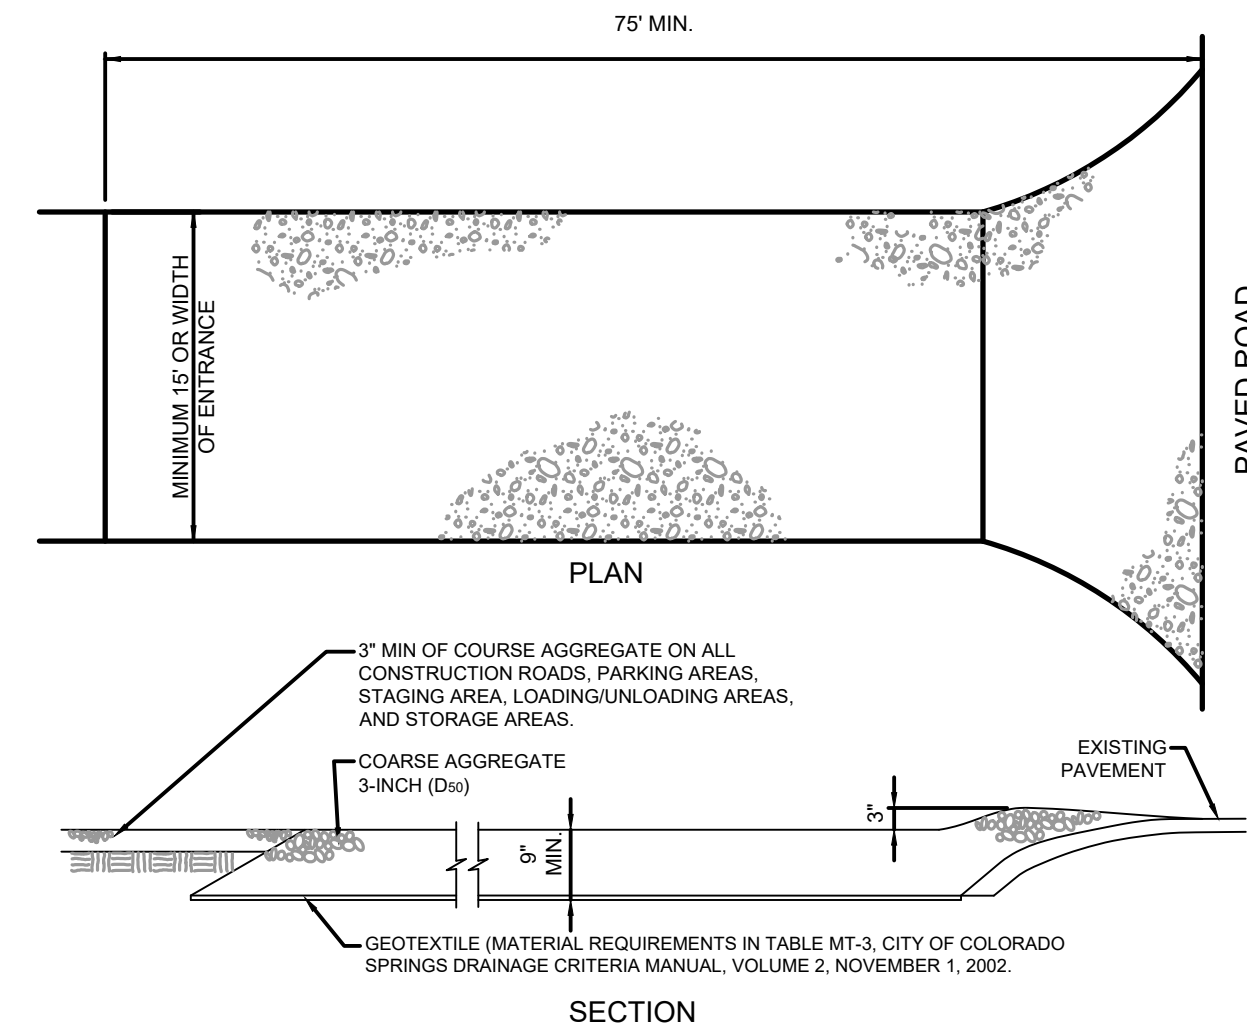 75' MIN.
MINIMUM 15' OR WIDTH
OF ENTRANCE
PAVED ROAD
PLAN
3" MIN OF COURSE AGGREGATE ON ALL
CONSTRUCTION ROADS, PARKING AREAS,
STAGING AREA, LOADING/UNLOADING AREAS,
AND STORAGE AREAS.
COARSE AGGREGATE
3-INCH (D50)
EXISTING
PAVEMENT
3"
9"
MIN.
GEOTEXTILE (MATERIAL REQUIREMENTS IN TABLE MT-3, CITY OF COLORADO
SPRINGS DRAINAGE CRITERIA MANUAL, VOLUME 2, NOVEMBER 1, 2002.
SECTION